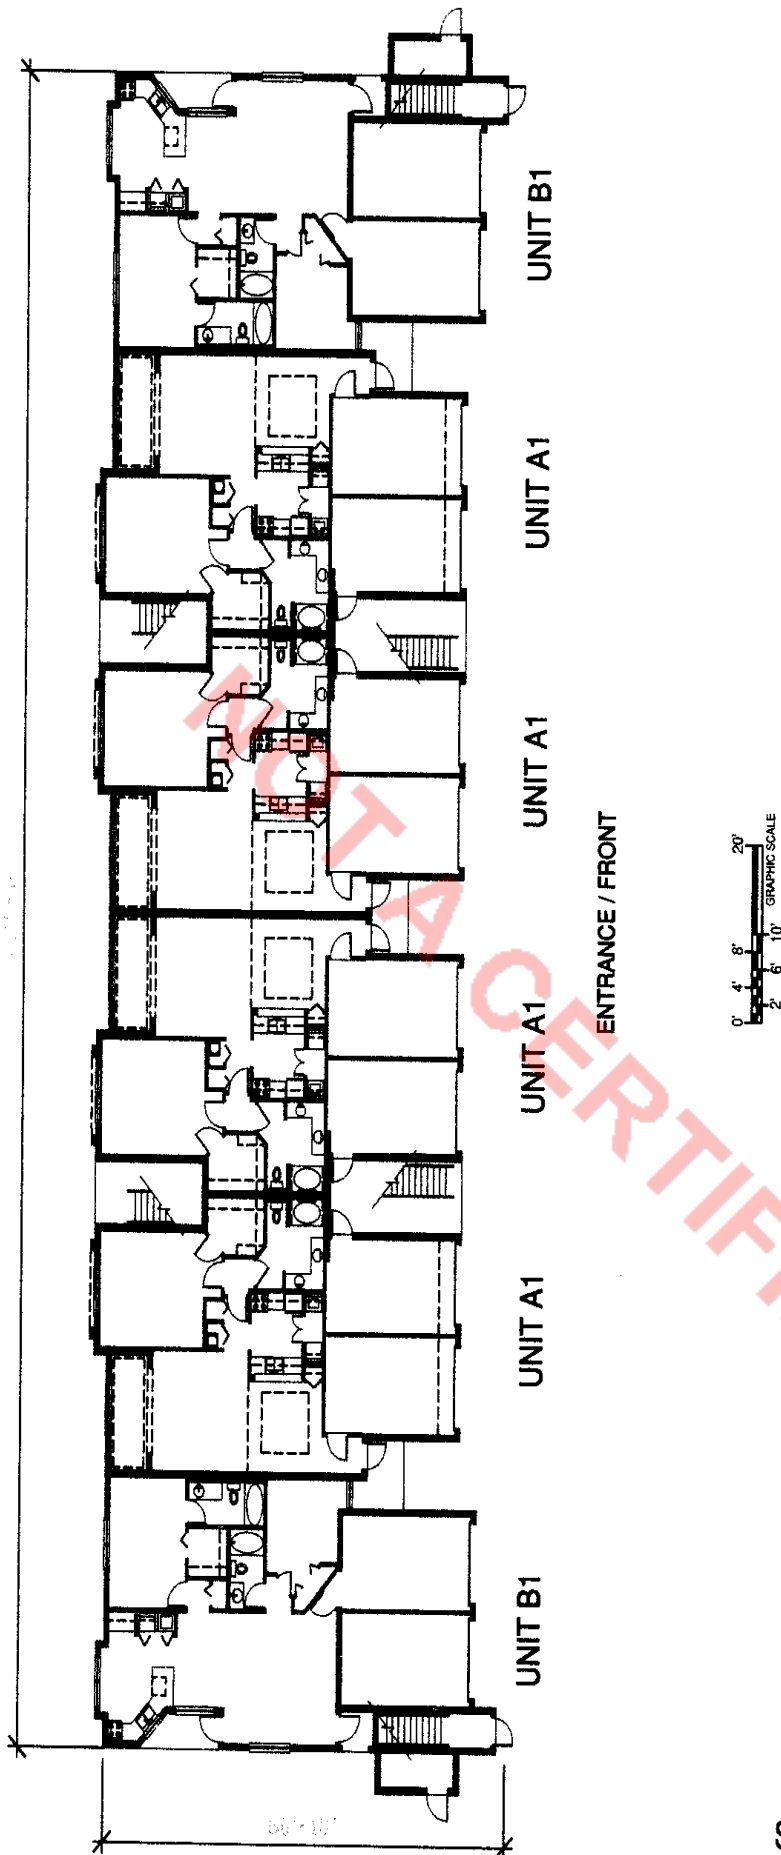 UNIT B1
UNIT A1
UNIT A1
UNIT A1
UNIT A1
UNIT B1
ENTRANCE / FRONT
0' 2' 4' 6' 8' 10' 20'
GRAPHIC SCALE
NOT A CERTIF